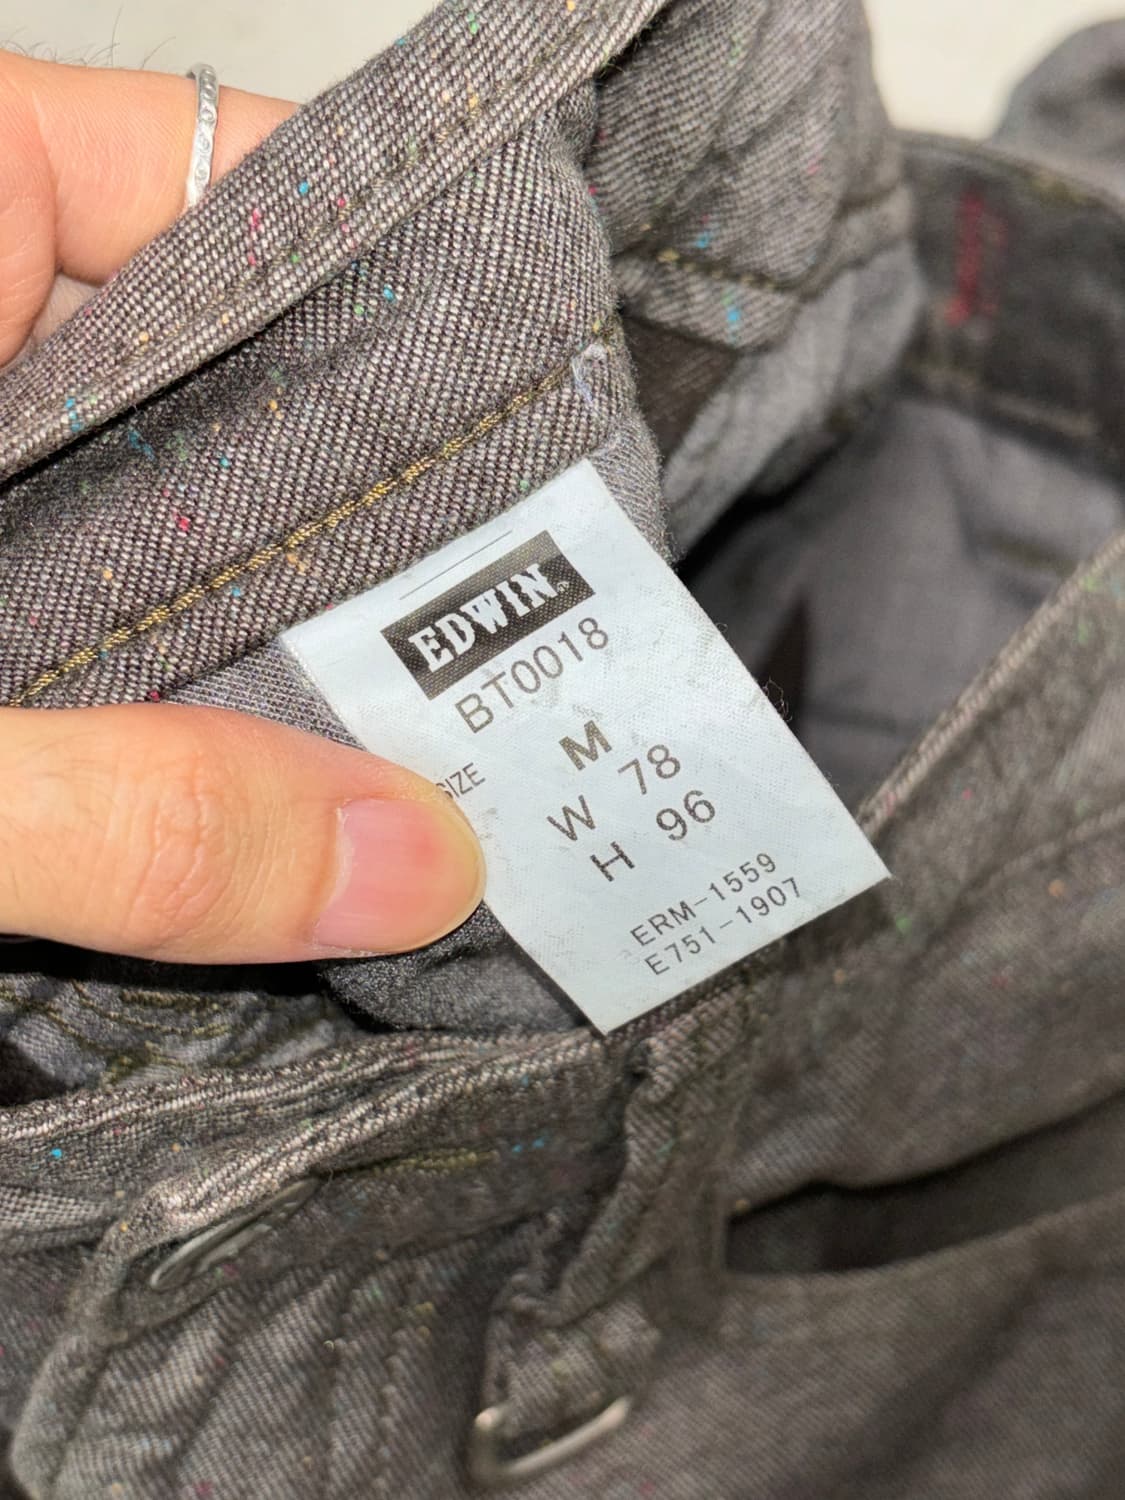 EDWIN.
BT0018
SIZE M
W 78
H 96
ERM-1559
E751-1907